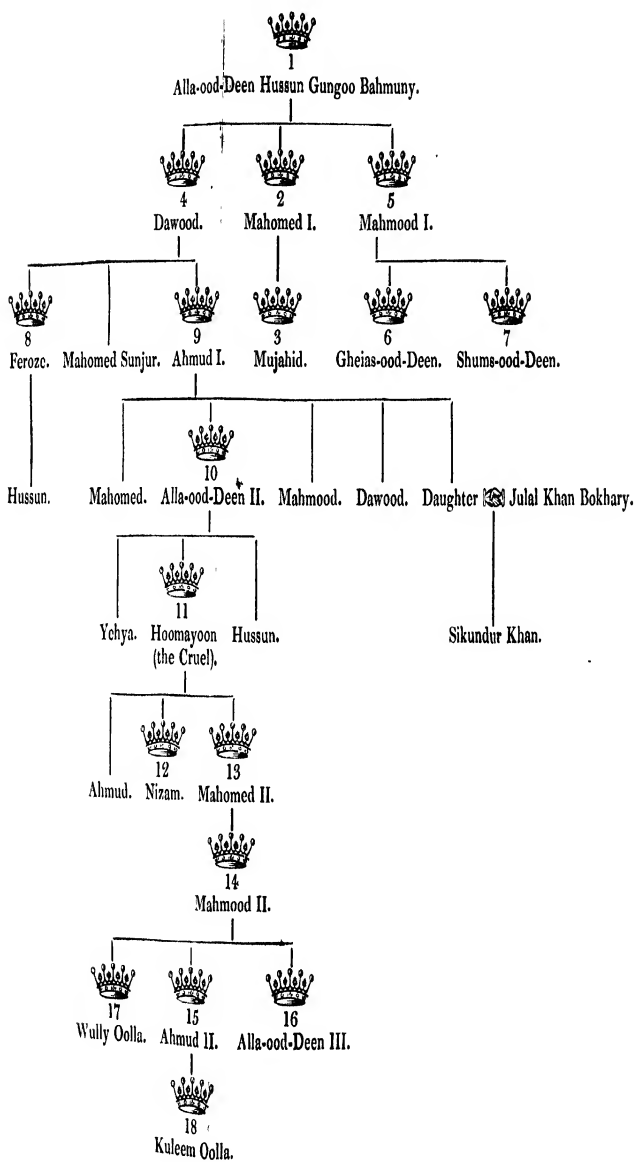 1
Alla-ood-Deen Hussun Gungoo Bahmuny.
4 2 5
Dawood. Mahomed I. Mahmood I.
8 9 3 6 7
Feroze. Mahomed Sunjur. Ahmud I. Mujahid. Gheias-ood-Deen. Shums-ood-Deen.
10
Hussun. Mahomed. Alla-ood-Deen II. Mahmood. Dawood. Daughter Julal Khan Bokhary.
11
Yehya. Hoomayoon Hussun. Sikundur Khan.
(the Cruel).
12 13
Ahmud. Nizam. Mahomed II.
14
Mahmood II.
17 15 16
Wully Oolla. Ahmud II. Alla-ood-Deen III.
18
Kuleem Oolla.